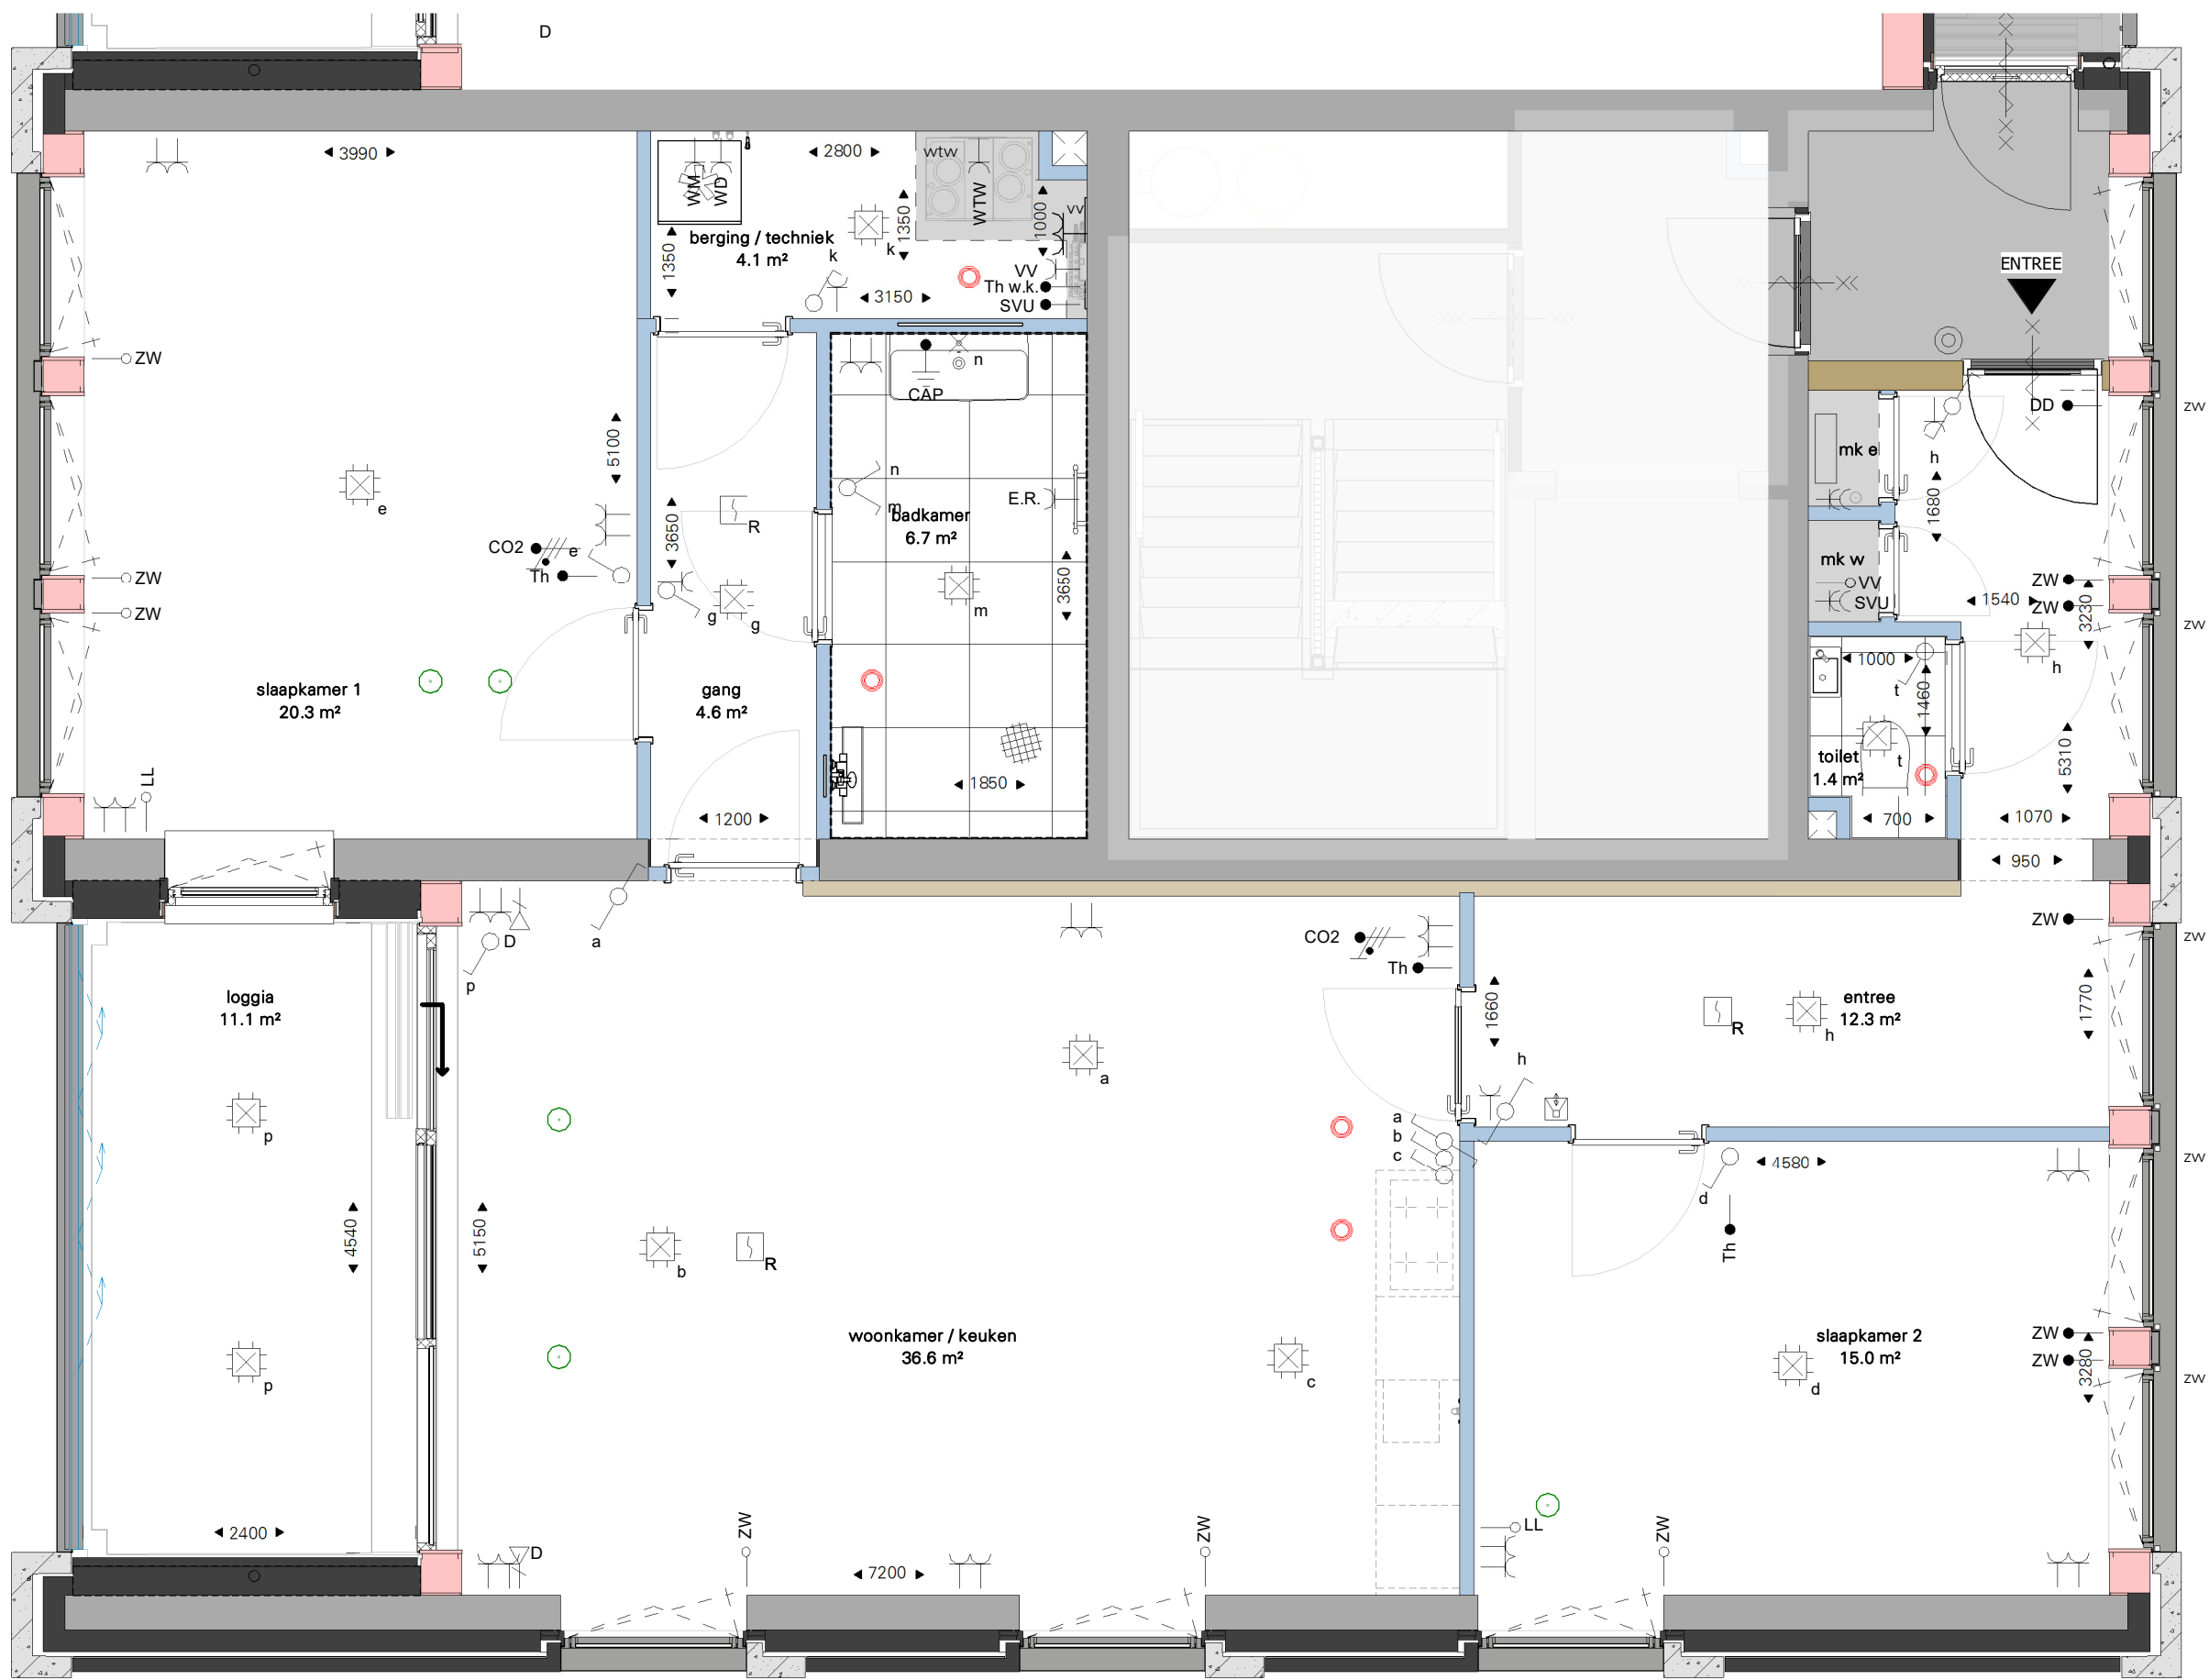 D
3990
2800
wtw
WM
WD
WTW
1350
1000
vv
berging / techniek
4.1 m²
k
k
1350
VV
Th w.k.
SVU
3150
ENTREE
ZW
n
CAP
DD
ZW
5100
mk e
h
n
m
E.R.
badkamer
6.7 m²
e
3650
R
1680
CO2
e
Th
mk w
VV
SVU
ZW
ZW
ZW
ZW
1540
3230
3650
g
g
m
ZW
h
1000
t
1460
slaapkamer 1
20.3 m²
gang
4.6 m²
toilet
1.4 m²
t
5310
LL
1850
1200
700
1070
950
D
a
CO2
Th
ZW
ZW
p
loggia
11.1 m²
1660
R
entree
12.3 m²
h
1770
a
h
p
a
b
c
4580
ZW
d
4540
5150
b
R
Th
woonkamer / keuken
36.6 m²
slaapkamer 2
15.0 m²
ZW
ZW
3280
ZW
p
c
d
2400
ZW
ZW
LL
ZW
D
7200